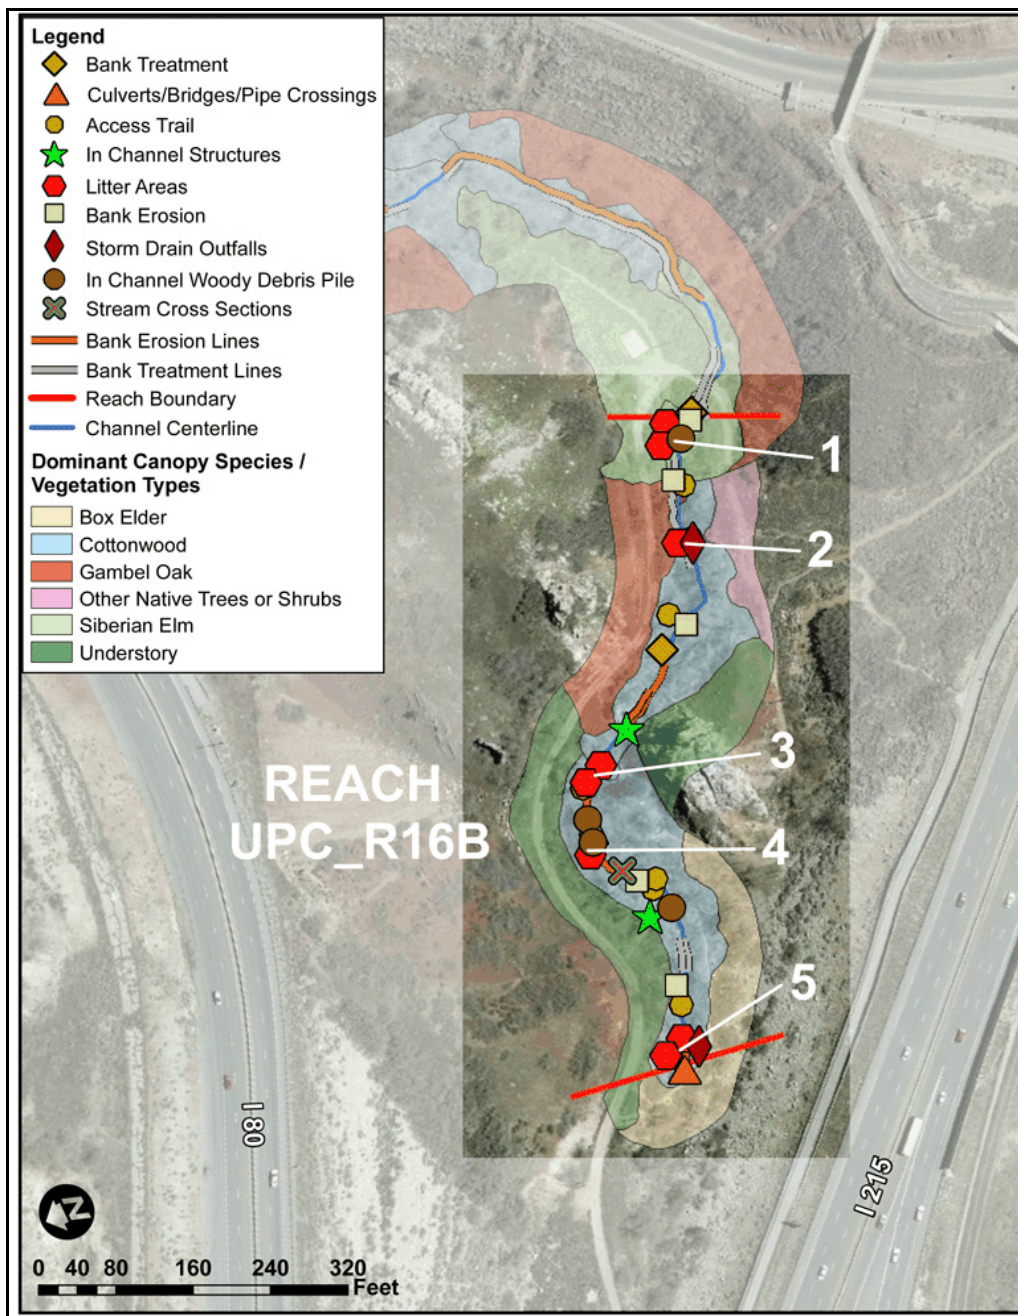 Legend
Bank Treatment
Culverts/Bridges/Pipe Crossings
Access Trail
In Channel Structures
Litter Areas
Bank Erosion
Storm Drain Outfalls
In Channel Woody Debris Pile
Stream Cross Sections
Bank Erosion Lines
Bank Treatment Lines
Reach Boundary
Channel Centerline
Dominant Canopy Species /
Vegetation Types
Box Elder
Cottonwood
Gambel Oak
Other Native Trees or Shrubs
Siberian Elm
Understory
1
2
3
REACH
UPC_R16B
4
5
I 80
I 215
N
0 40 80 160 240 320
Feet